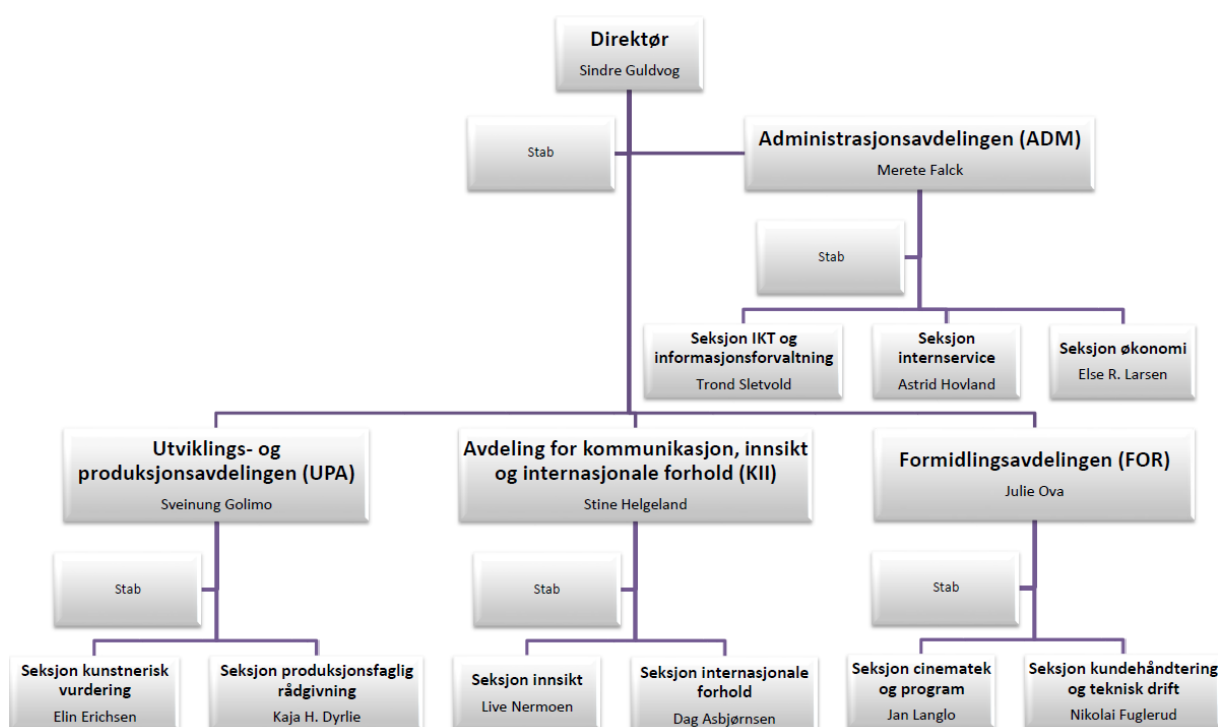 Direktør
Sindre Guldvog
Stab
Administrasjonsavdelingen (ADM)
Merete Falck
Stab
Seksjon IKT og
informasjonsforvaltning
Trond Sletvold
Seksjon
internservice
Astrid Hovland
Seksjon økonomi
Else R. Larsen
Utviklings- og
produksjonsavdelingen (UPA)
Sveinung Golimo
Avdeling for kommunikasjon, innsikt
og internasjonale forhold (KII)
Stine Helgeland
Formidlingsavdelingen (FOR)
Julie Ova
Stab
Stab
Stab
Seksjon kunstnerisk
vurdering
Elin Erichsen
Seksjon produksjonsfaglig
rådgivning
Kaja H. Dyrlie
Seksjon innsikt
Live Nermoen
Seksjon internasjonale
forhold
Dag Asbjørnsen
Seksjon cinematek
og program
Jan Langlo
Seksjon kundehåndtering
og teknisk drift
Nikolai Fuglerud